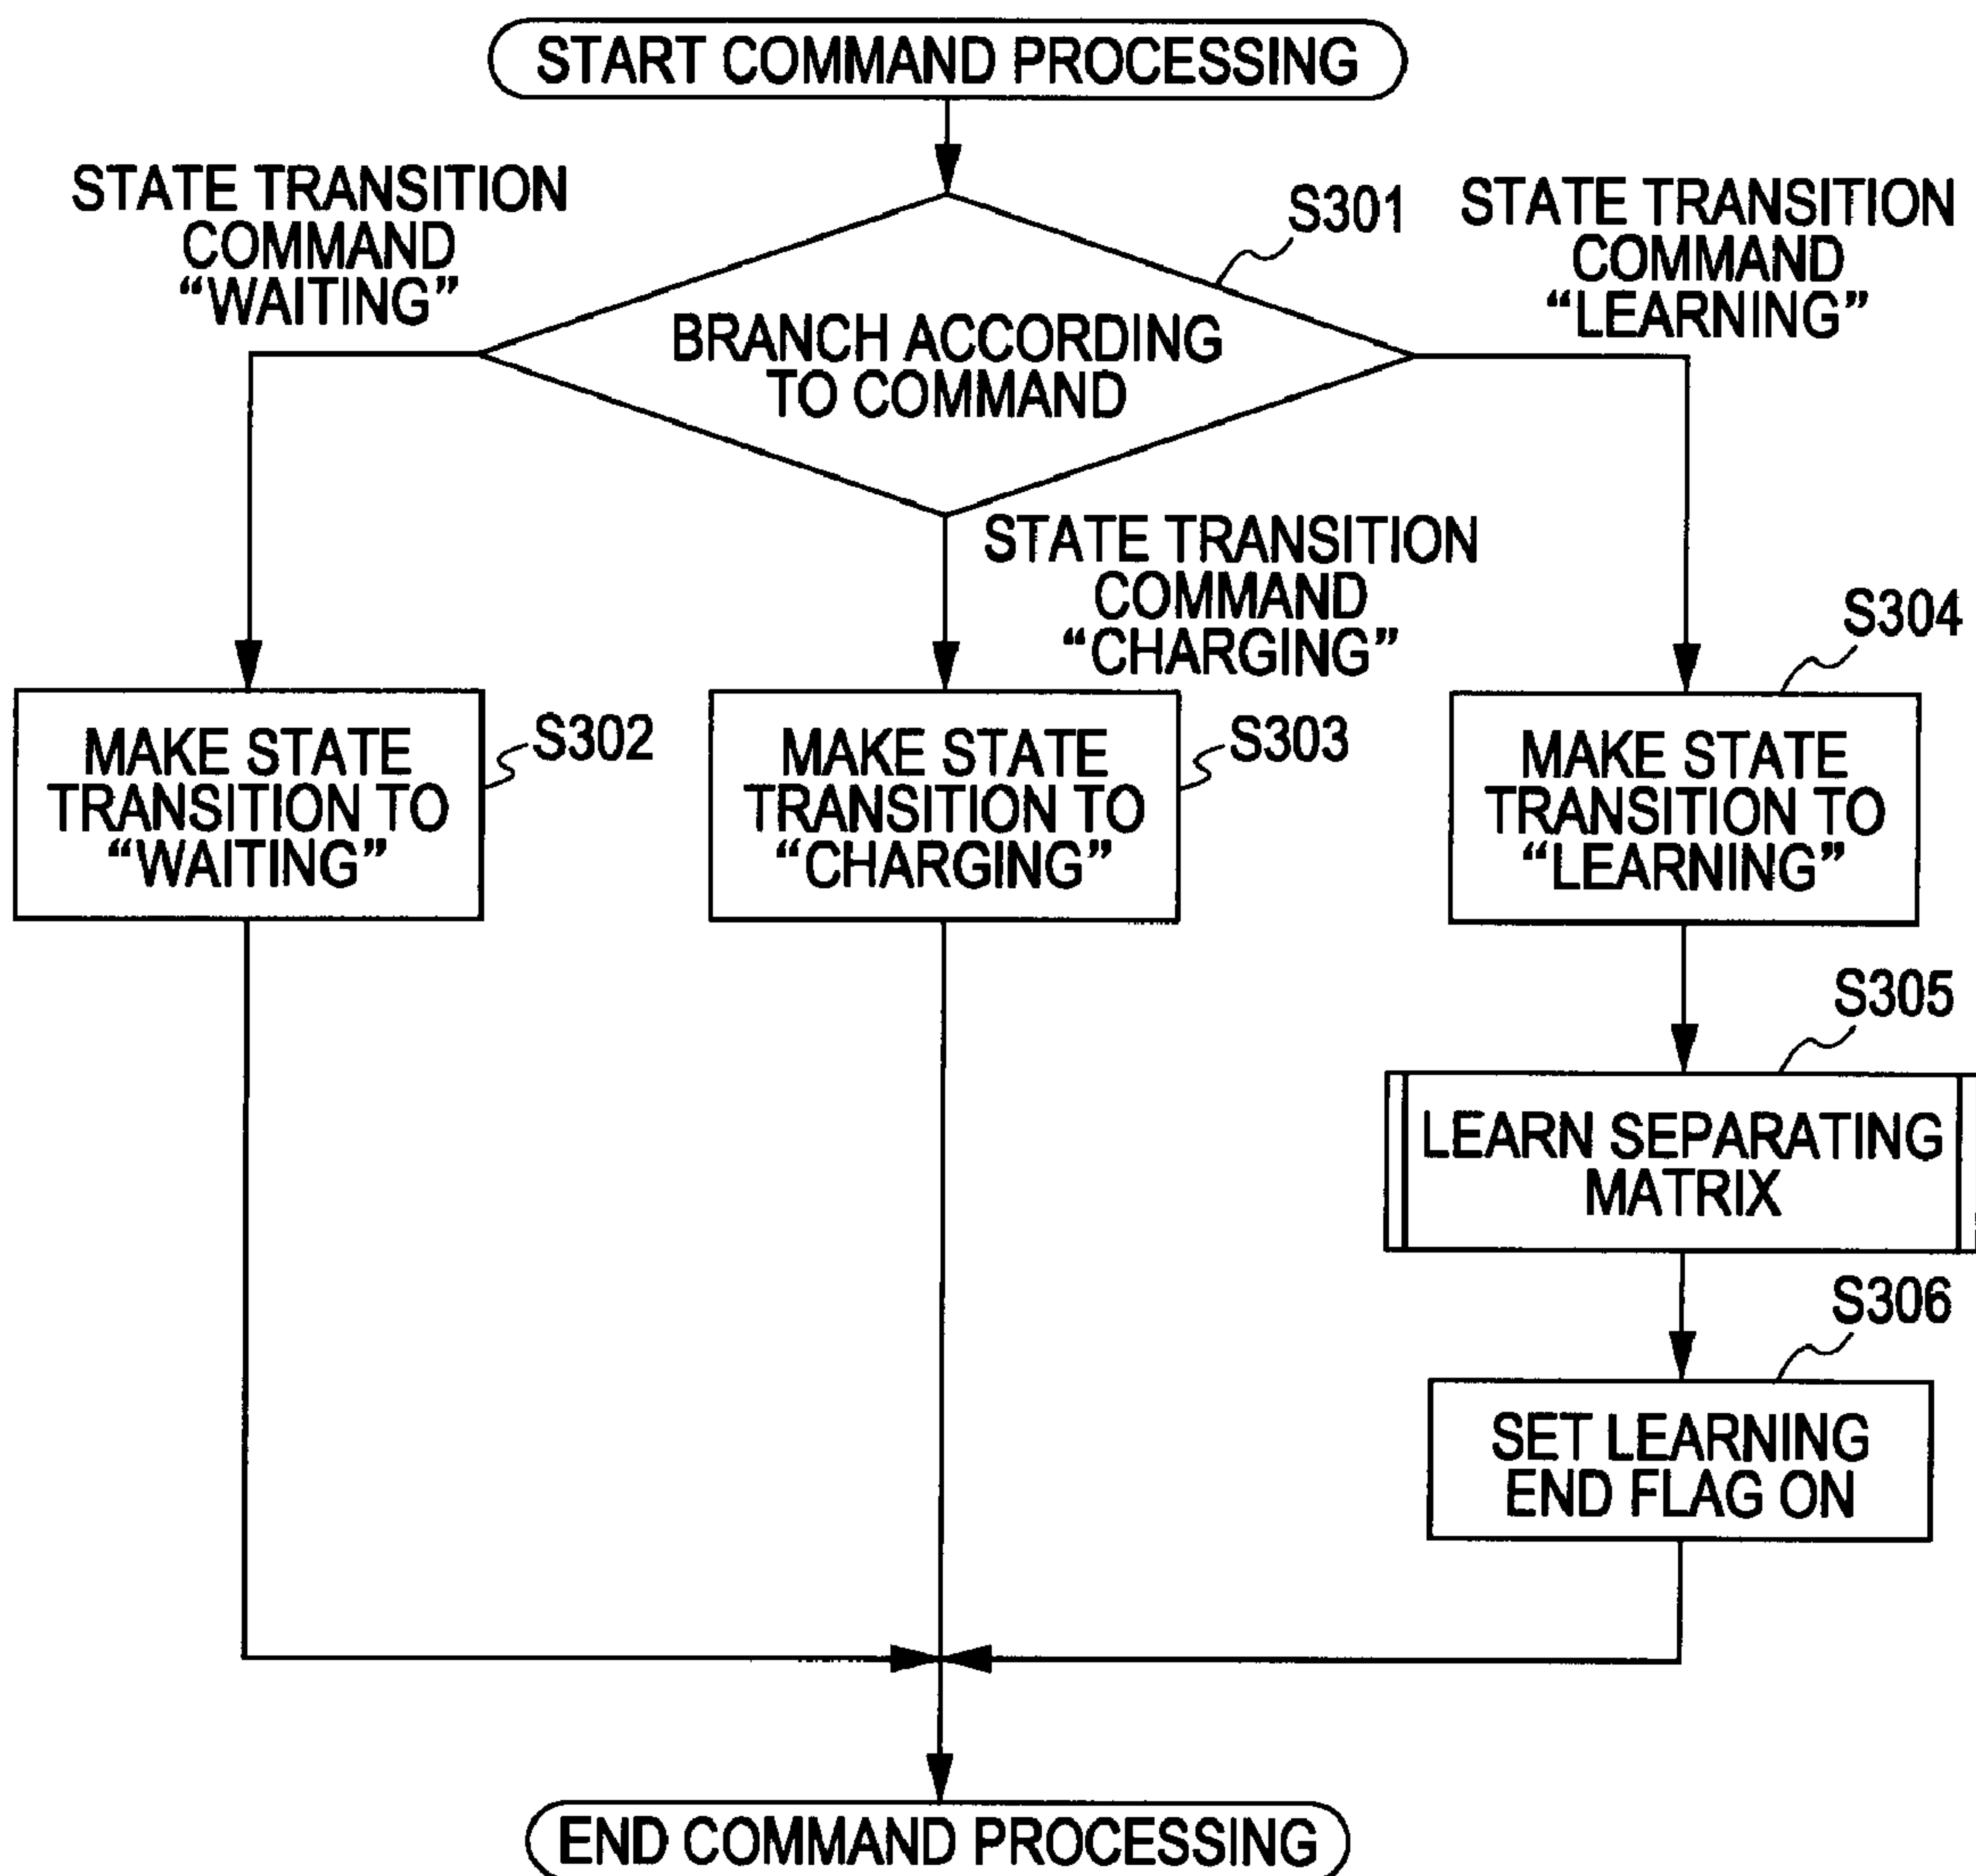 START COMMAND PROCESSING
STATE TRANSITION
COMMAND
“WAITING”
S301
STATE TRANSITION
COMMAND
“LEARNING”
BRANCH ACCORDING
TO COMMAND
STATE TRANSITION
COMMAND
“CHARGING”
MAKE STATE
TRANSITION TO
“WAITING”
S302
MAKE STATE
TRANSITION TO
“CHARGING”
S303
S304
MAKE STATE
TRANSITION TO
“LEARNING”
S305
LEARN SEPARATING
MATRIX
S306
SET LEARNING
END FLAG ON
END COMMAND PROCESSING